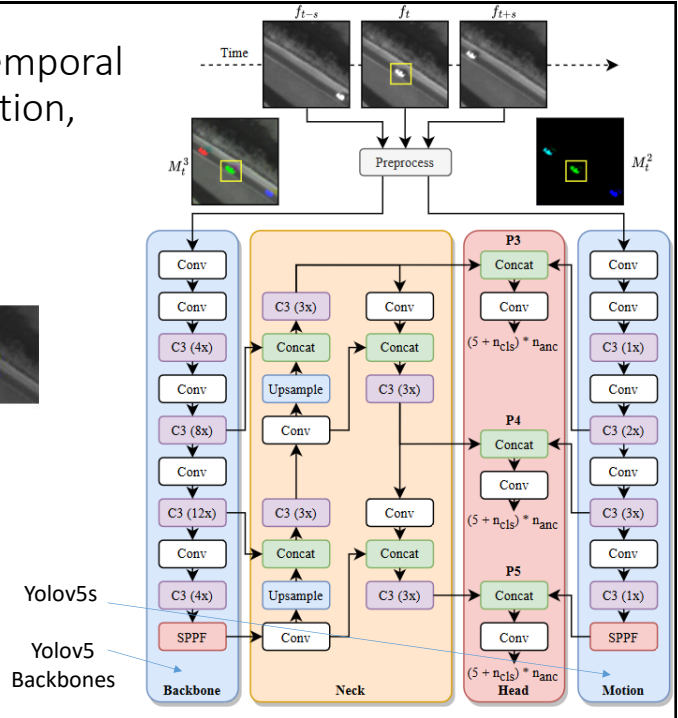 emporal
tion,
f_{t-s}
f_t
f_{t+s}
Time
M_t^3
Preprocess
M_t^2
Conv
Conv
C3 (4x)
Conv
C3 (8x)
Conv
C3 (12x)
Conv
C3 (4x)
SPPF
Backbone
C3 (3x)
Concat
Upsample
Conv
C3 (3x)
Concat
Upsample
Conv
Conv
Concat
C3 (3x)
Conv
Concat
C3 (3x)
Neck
P3
Concat
Conv
(5 + n_cls) * n_anc
P4
Concat
Conv
(5 + n_cls) * n_anc
P5
Concat
Conv
(5 + n_cls) * n_anc
Head
Conv
Conv
C3 (1x)
Conv
C3 (2x)
Conv
C3 (3x)
Conv
C3 (1x)
SPPF
Motion
Yolov5s
Yolov5
Backbones